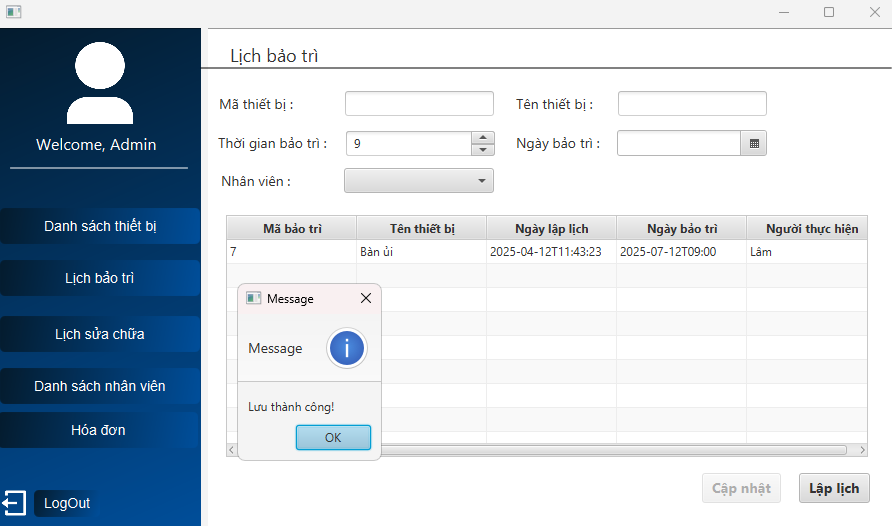 Welcome, Admin
Danh sách thiết bị
Lịch bảo trì
Lịch sửa chữa
Danh sách nhân viên
Hóa đơn
LogOut
Lịch bảo trì
Mã thiết bị :
Tên thiết bị :
Thời gian bảo trì : 9
Ngày bảo trì :
Nhân viên :
Mã bảo trì Tên thiết bị Ngày lập lịch Ngày bảo trì Người thực hiện
7 Bàn ủi 2025-04-12T11:43:23 2025-07-12T09:00 Lâm
Message
Message
Lưu thành công!
OK
Cập nhật Lập lịch